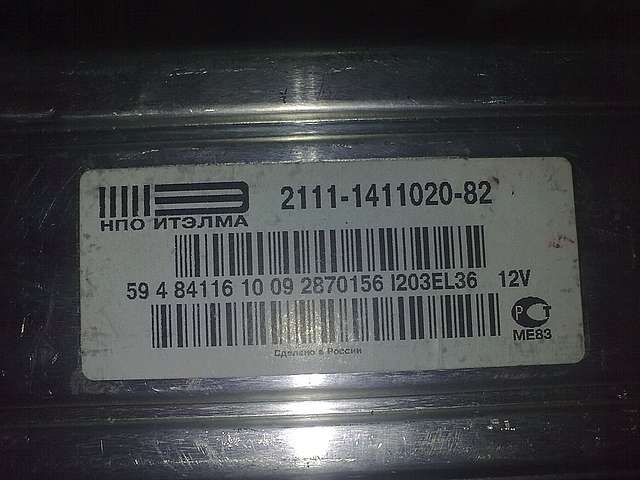 2111-1411020-82
НПО ИТЭЛМА
59 4 84116 10 09 2870156 I203EL36 12V
МЕ83
Сделано в России